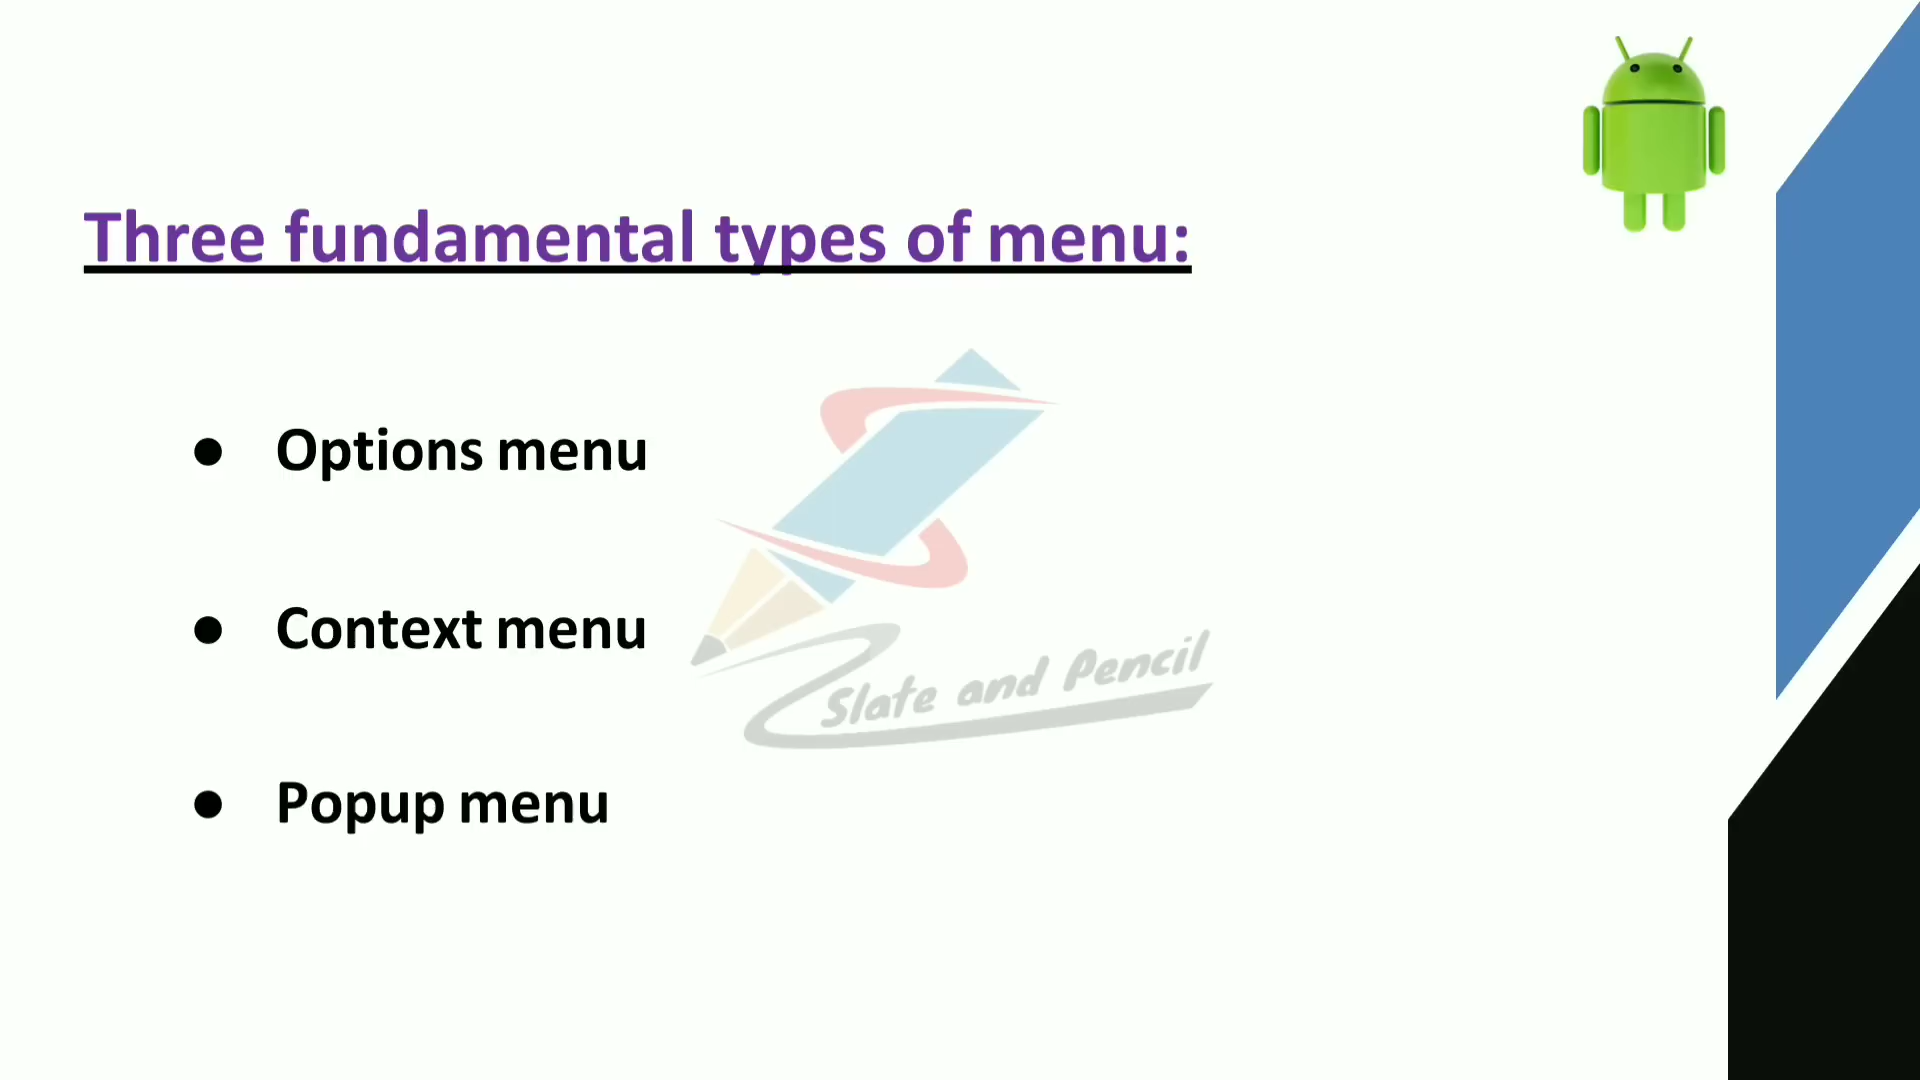 Three fundamental types of menu:
● Options menu
● Context menu
Slate and Pencil
● Popup menu